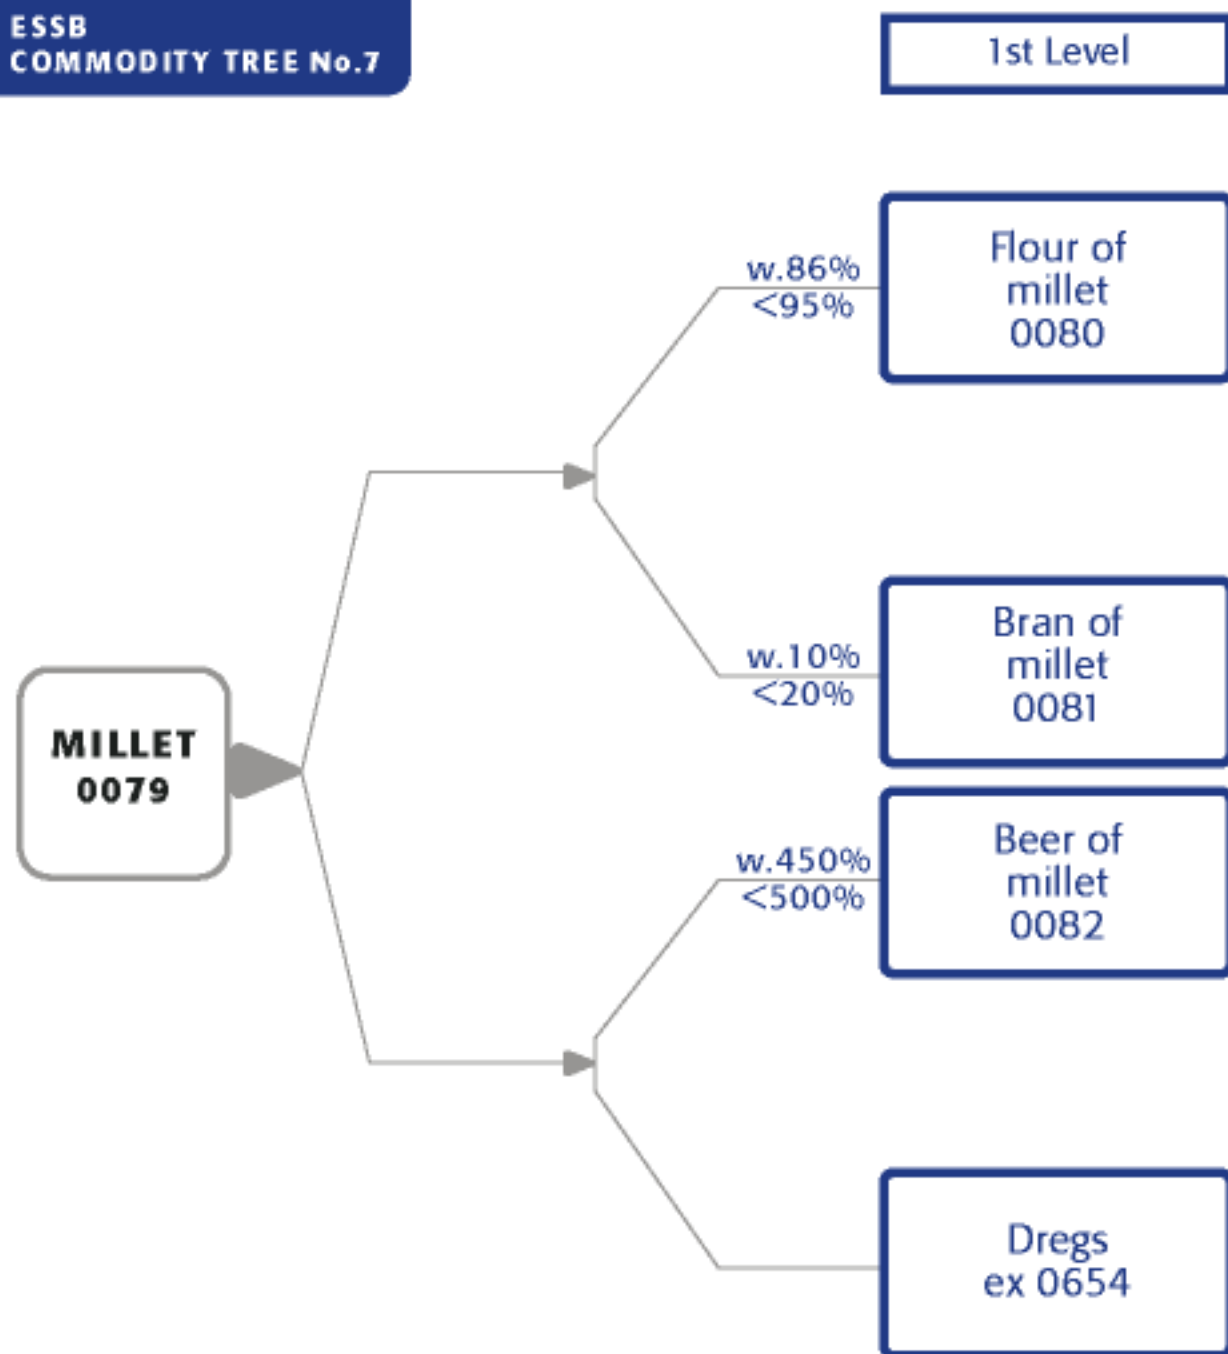 ESSB
COMMODITY TREE No.7
1st Level
w.86%
<95%
Flour of
millet
0080
w.10%
<20%
Bran of
millet
0081
MILLET
0079
w.450%
<500%
Beer of
millet
0082
Dregs
ex 0654